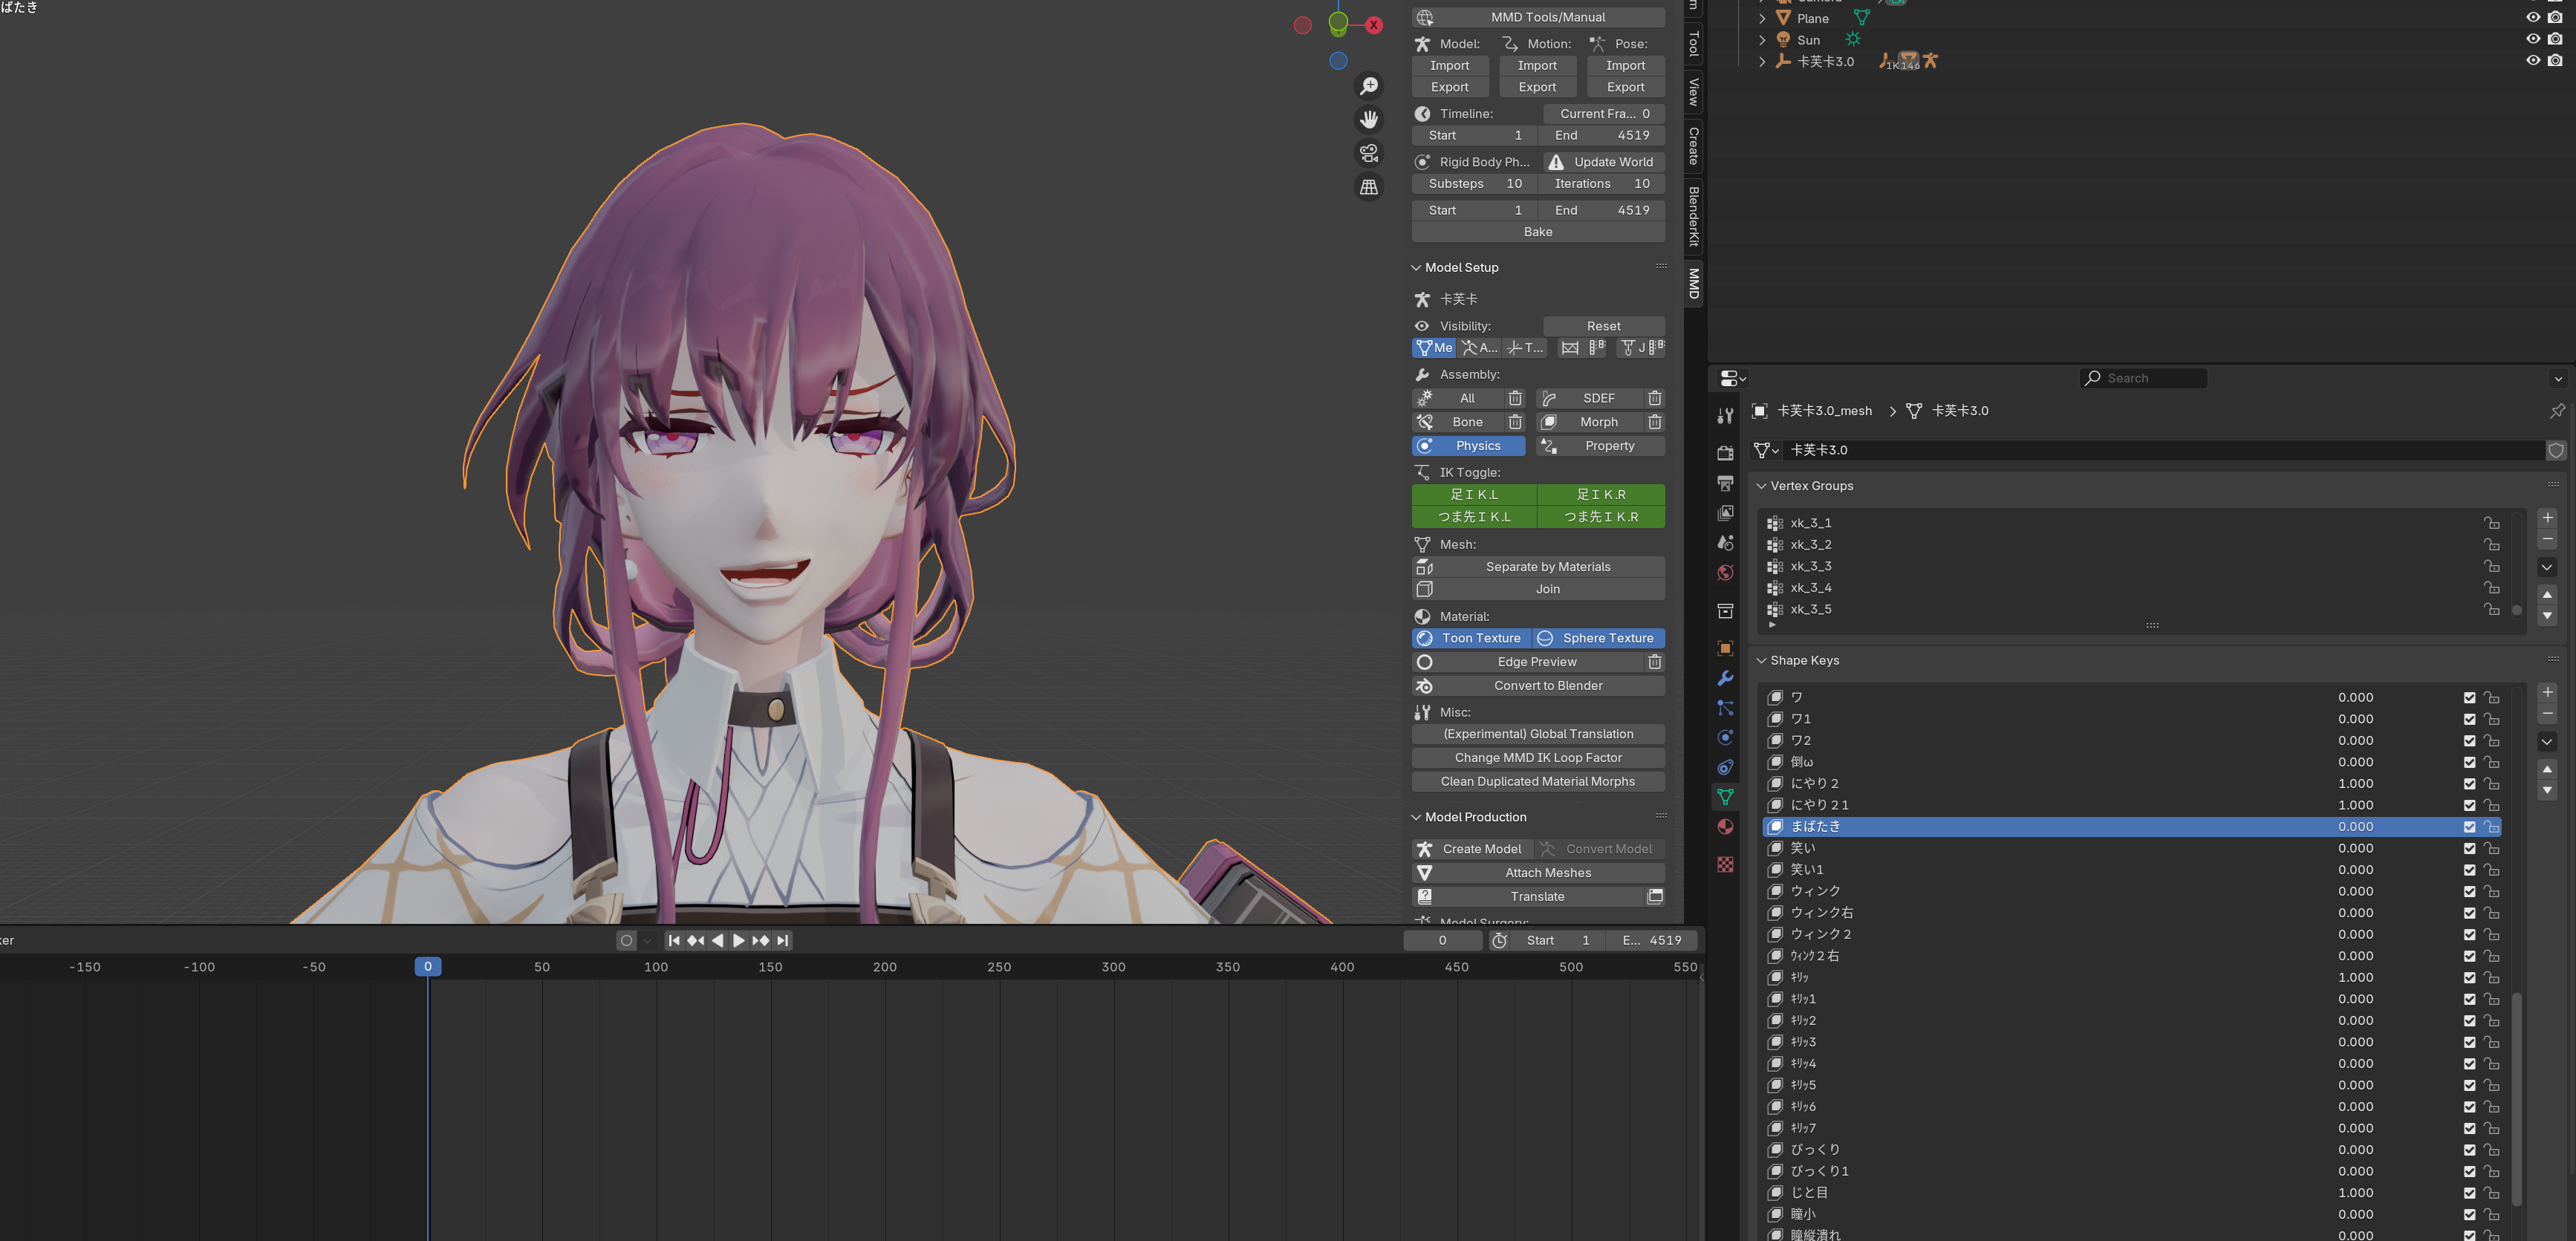 ばたき
X
MMD Tools/Manual
Model: Motion: Pose:
Import Import Import
Export Export Export
Timeline: Current Fra... 0
Start 1 End 4519
Rigid Body Ph... Update World
Substeps 10 Iterations 10
Start 1 End 4519
Bake
Model Setup
卡芙卡
Visibility: Reset
Me A... T... J
Assembly:
All SDEF
Bone Morph
Physics Property
IK Toggle:
足ＩＫ.L 足ＩＫ.R
つま先ＩＫ.L つま先ＩＫ.R
Mesh:
Separate by Materials
Join
Material:
Toon Texture Sphere Texture
Edge Preview
Convert to Blender
Misc:
(Experimental) Global Translation
Change MMD IK Loop Factor
Clean Duplicated Material Morphs
Model Production
Create Model Convert Model
Attach Meshes
Translate
Model Surgery:
Tool
View
Create
BlenderKit
MMD
Camera
Plane
Sun
卡芙卡3.0 1K 146
Search
卡芙卡3.0_mesh 卡芙卡3.0
卡芙卡3.0
Vertex Groups
xk_3_1
xk_3_2
xk_3_3
xk_3_4
xk_3_5
Shape Keys
ワ 0.000
ワ1 0.000
ワ2 0.000
倒ω 0.000
にやり２ 1.000
にやり２1 1.000
まばたき 0.000
笑い 0.000
笑い1 0.000
ウィンク 0.000
ウィンク右 0.000
ウィンク２ 0.000
ｳｨﾝｸ２右 0.000
ｷﾘｯ 1.000
ｷﾘｯ1 0.000
ｷﾘｯ2 0.000
ｷﾘｯ3 0.000
ｷﾘｯ4 0.000
ｷﾘｯ5 0.000
ｷﾘｯ6 0.000
ｷﾘｯ7 0.000
びっくり 0.000
びっくり1 0.000
じと目 1.000
瞳小 0.000
瞳縦潰れ 0.000
ker
0 Start 1 E... 4519
-150 -100 -50 0 50 100 150 200 250 300 350 400 450 500 550